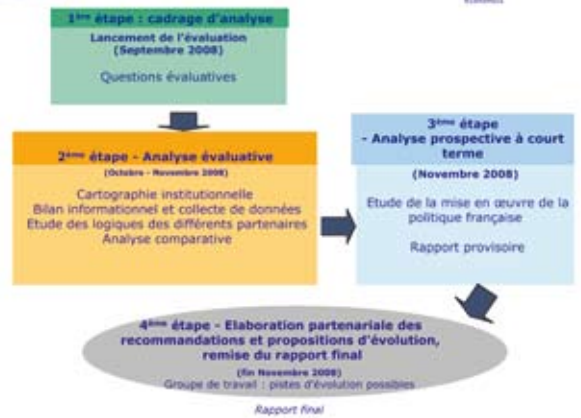 économois
1ère étape : cadrage d'analyse
Lancement de l'évaluation
(Septembre 2008)
Questions évaluatives
2ème étape - Analyse évaluative
(Octobre - Novembre 2008)
Cartographie institutionnelle
Bilan informationnel et collecte de données
Etude des logiques des différents partenaires
Analyse comparative
3ème étape
- Analyse prospective à court
terme
(Novembre 2008)
Etude de la mise en œuvre de la
politique française
Rapport provisoire
4ème étape - Elaboration partenariale des
recommandations et propositions d'évolution,
remise du rapport final
(fin Novembre 2008)
Groupe de travail : pistes d'évolution possibles
Rapport final